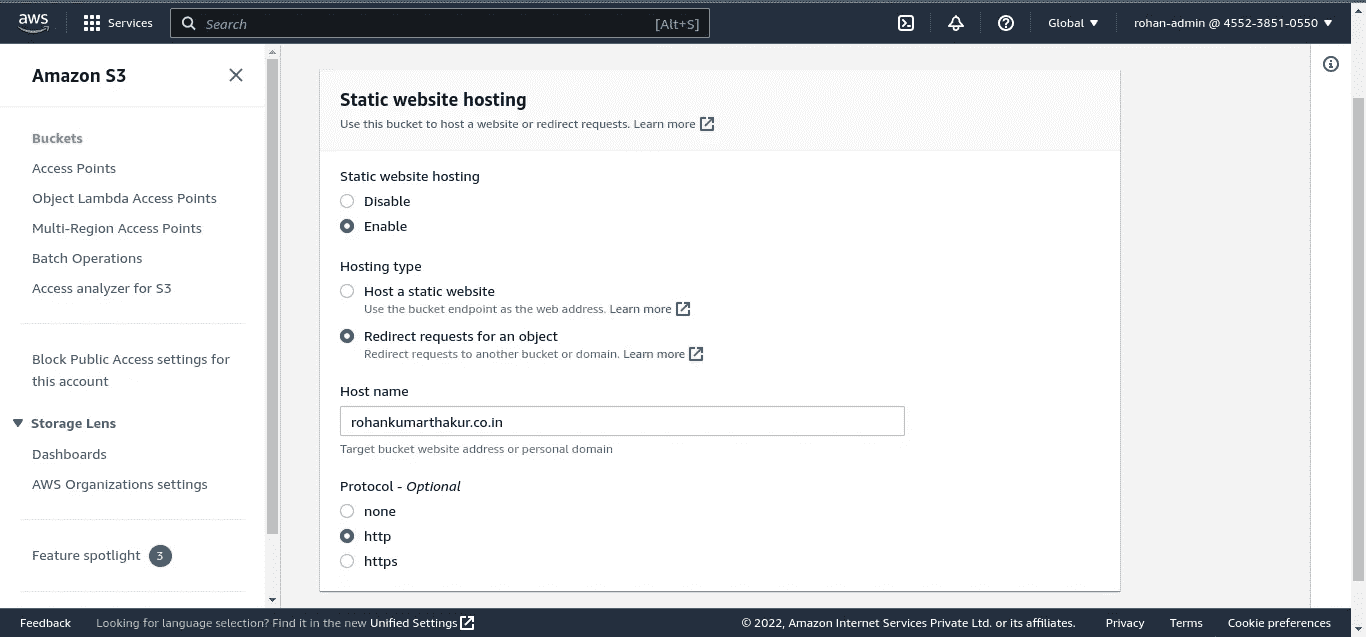 aws
Services
Search
[Alt+S]
Global
rohan-admin @ 4552-3851-0550
Amazon S3
Buckets
Access Points
Object Lambda Access Points
Multi-Region Access Points
Batch Operations
Access analyzer for S3
Block Public Access settings for
this account
Storage Lens
Dashboards
AWS Organizations settings
Feature spotlight 3
Static website hosting
Use this bucket to host a website or redirect requests. Learn more
Static website hosting
Disable
Enable
Hosting type
Host a static website
Use the bucket endpoint as the web address. Learn more
Redirect requests for an object
Redirect requests to another bucket or domain. Learn more
Host name
rohankumarthakur.co.in
Target bucket website address or personal domain
Protocol - Optional
none
http
https
Feedback
Looking for language selection? Find it in the new Unified Settings
© 2022, Amazon Internet Services Private Ltd. or its affiliates.
Privacy
Terms
Cookie preferences